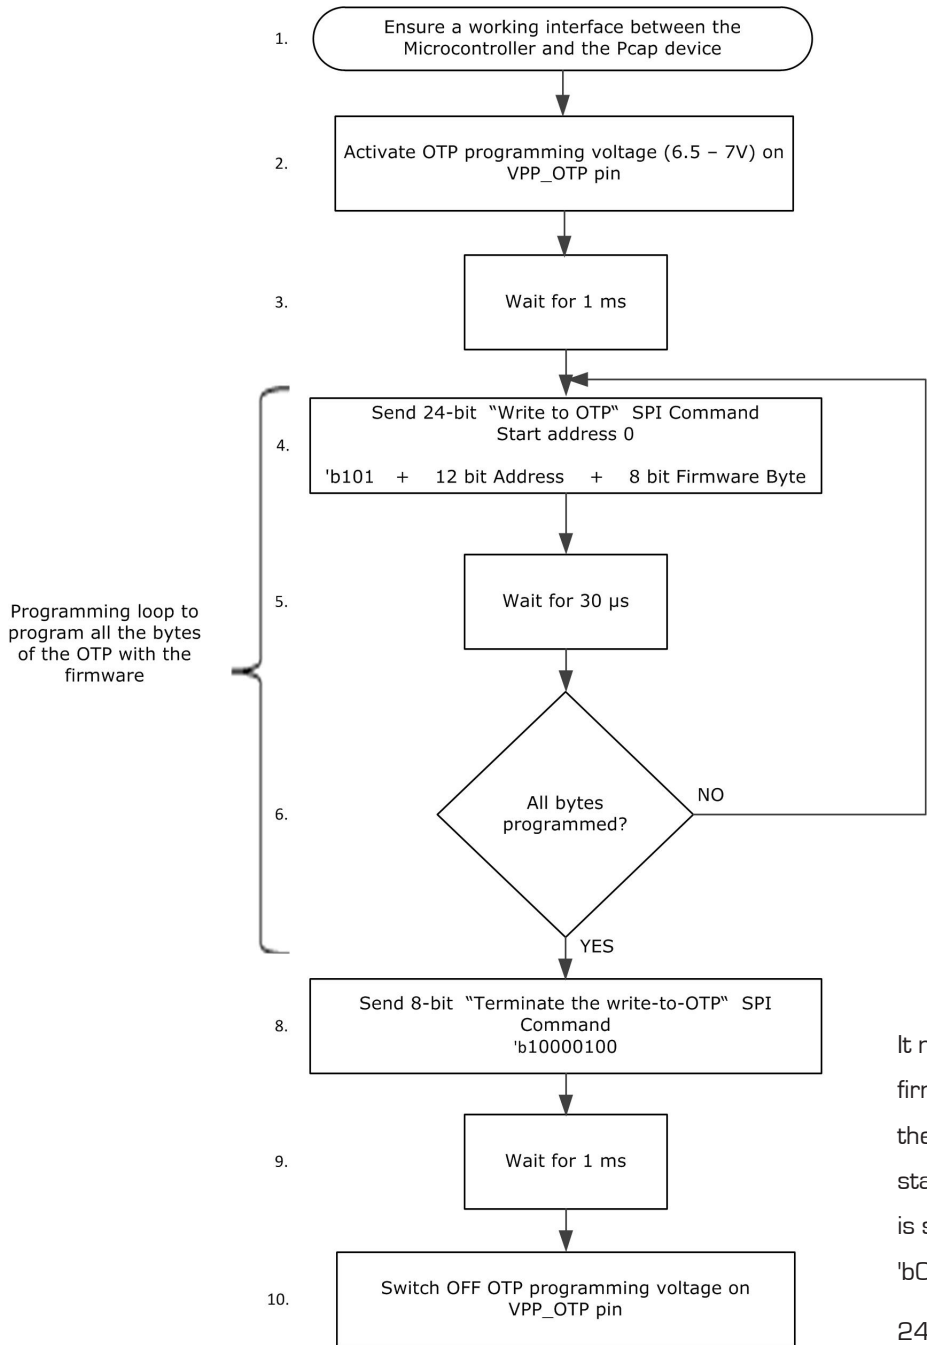 1.
Ensure a working interface between the
Microcontroller and the Pcap device
2.
Activate OTP programming voltage (6.5 – 7V) on
VPP_OTP pin
3.
Wait for 1 ms
4.
Send 24-bit “Write to OTP“ SPI Command
Start address 0
'b101 + 12 bit Address + 8 bit Firmware Byte
5.
Wait for 30 µs
Programming loop to
program all the bytes
of the OTP with the
firmware
6.
All bytes
programmed?
NO
YES
8.
Send 8-bit “Terminate the write-to-OTP“ SPI
Command
'b10000100
9.
Wait for 1 ms
10.
Switch OFF OTP programming voltage on
VPP_OTP pin
It
the
is
24